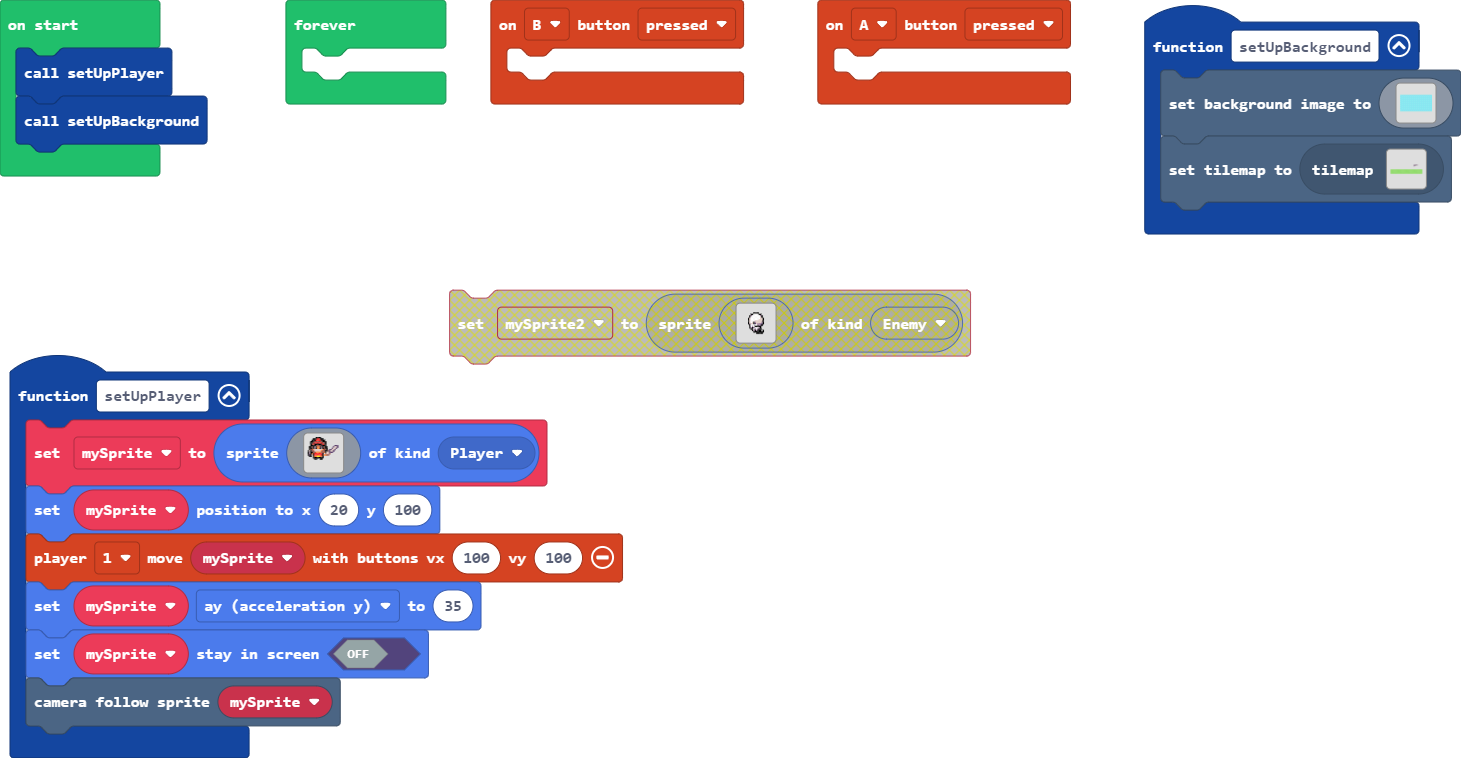 on start
call setUpPlayer
call setUpBackground
forever
on B button pressed
on A button pressed
function setUpBackground
set background image to
set tilemap to tilemap
set mySprite2 to sprite of kind Enemy
function setUpPlayer
set mySprite to sprite of kind Player
set mySprite position to x 20 y 100
player 1 move mySprite with buttons vx 100 vy 100
set mySprite ay (acceleration y) to 35
set mySprite stay in screen OFF
camera follow sprite mySprite